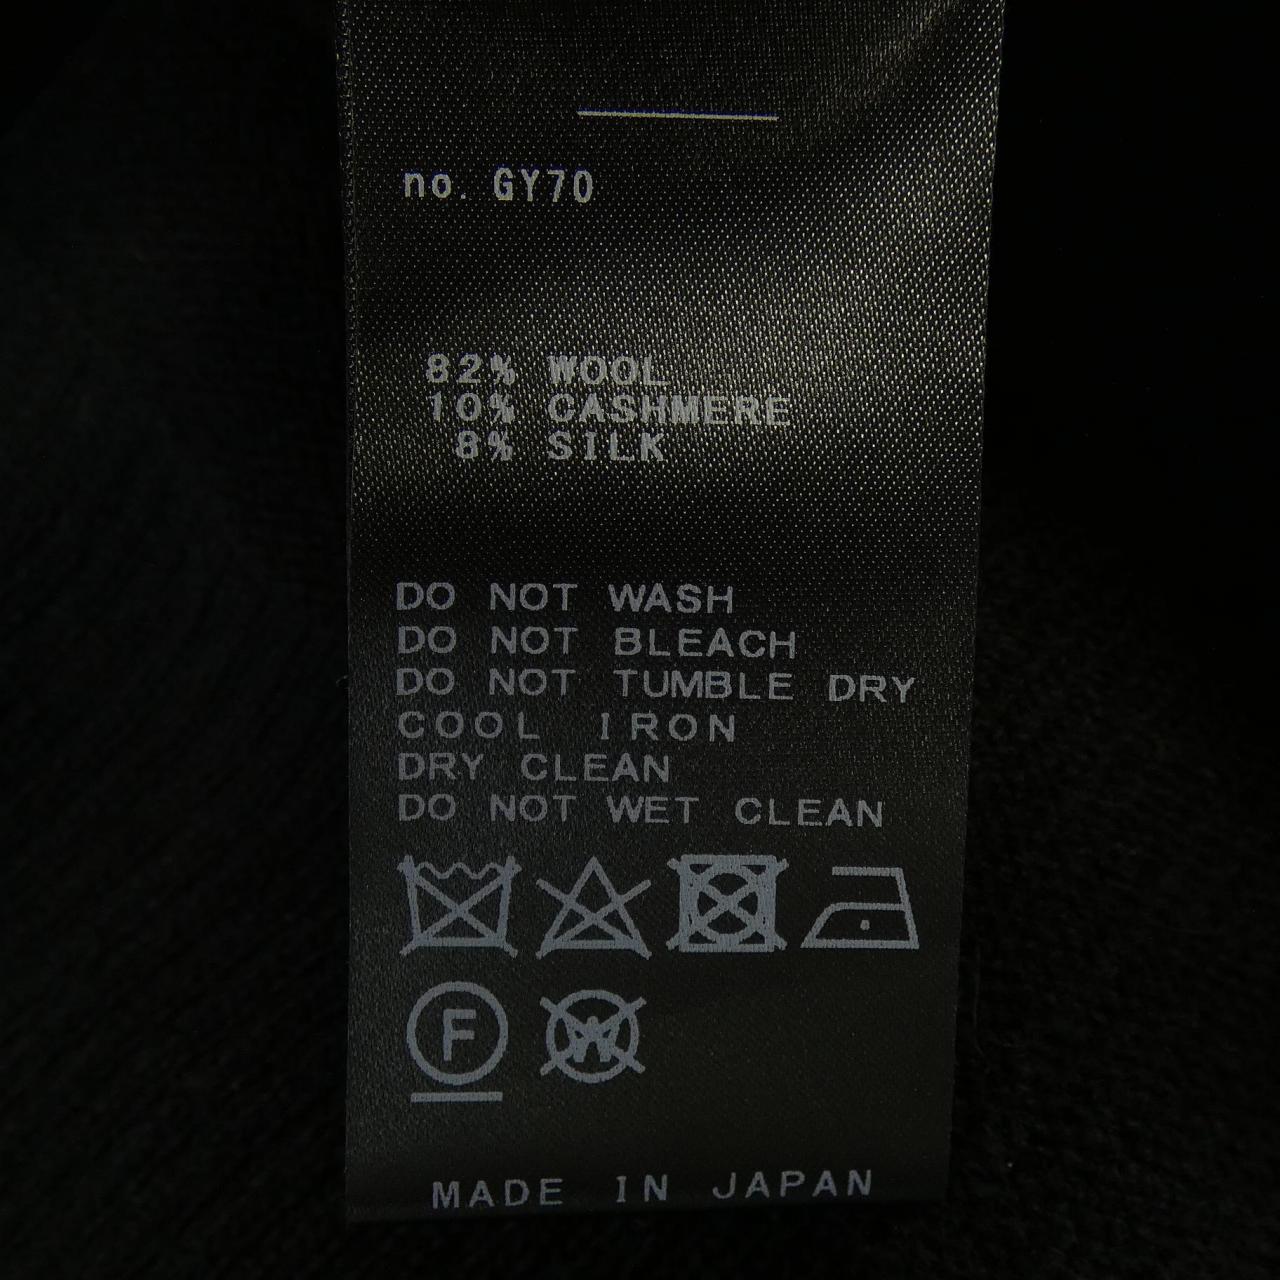 no. GY70
82% WOOL
10% CASHMERE
8% SILK
DO NOT WASH
DO NOT BLEACH
DO NOT TUMBLE DRY
COOL IRON
DRY CLEAN
DO NOT WET CLEAN
F W
MADE IN JAPAN